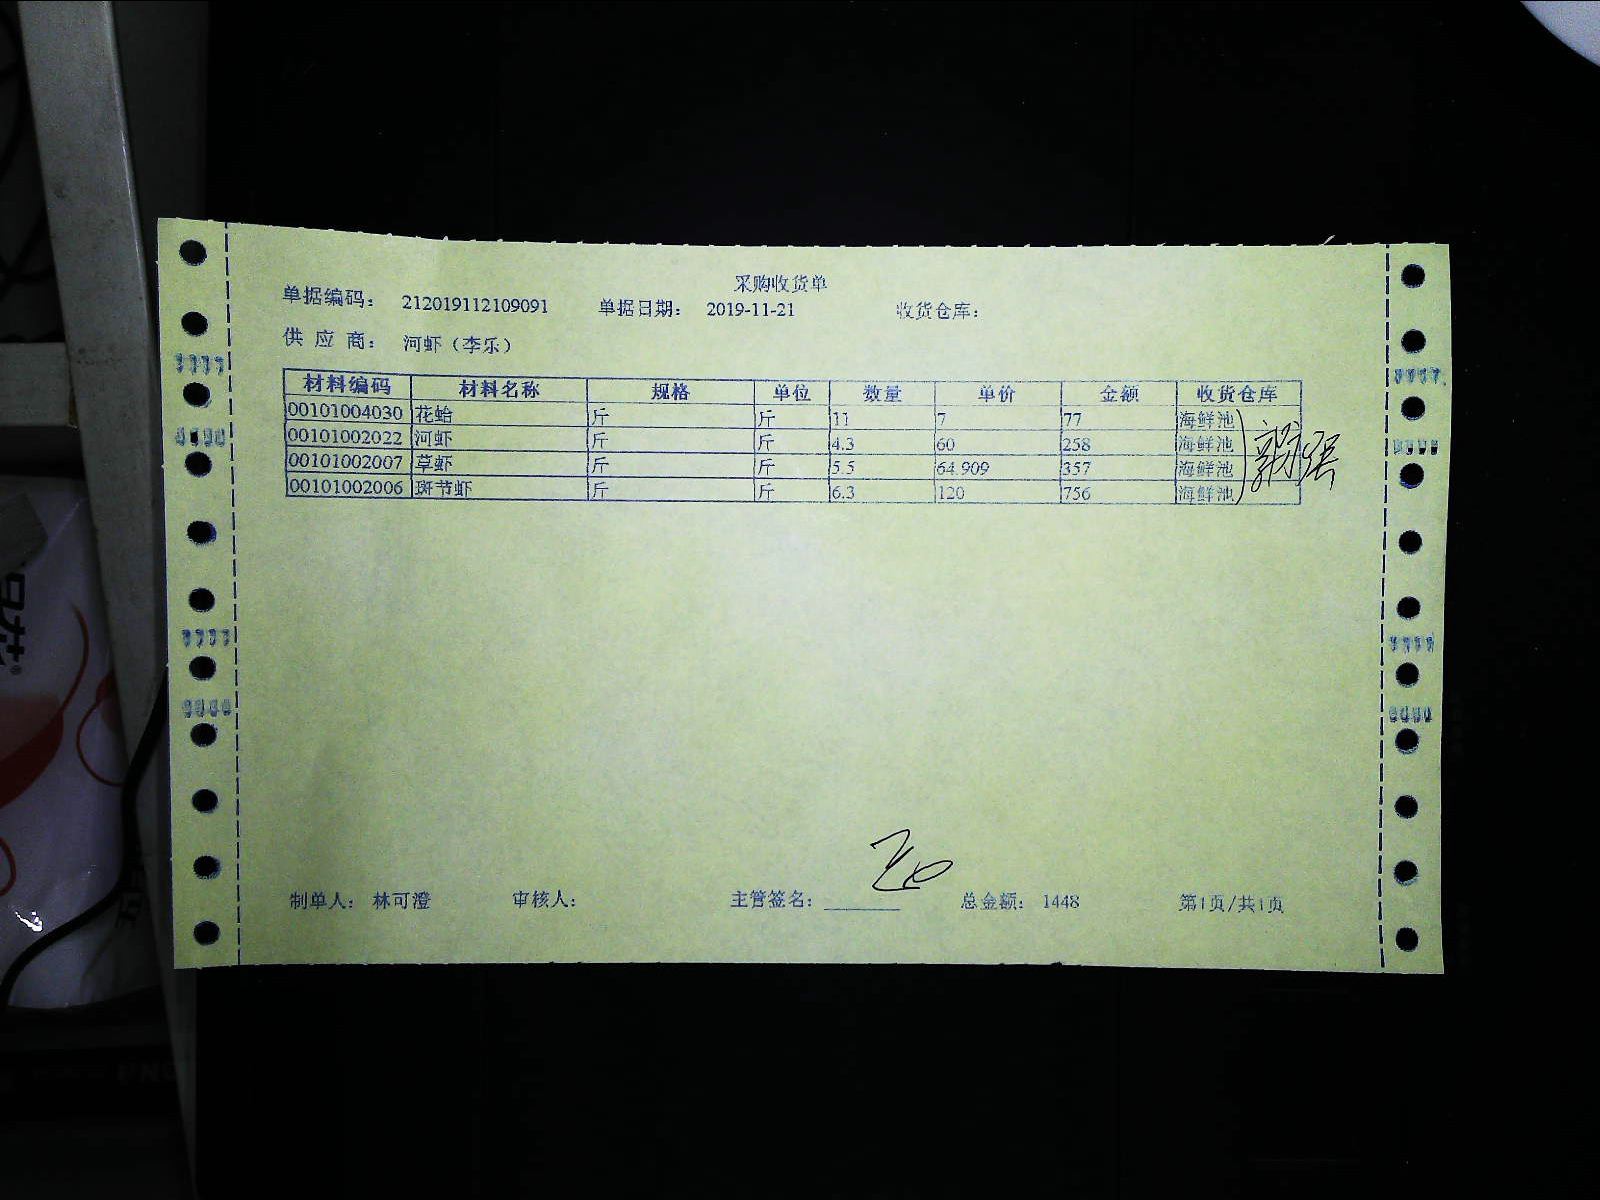 采购收货单
单据编码： 212019112109091 单据日期： 2019-11-21 收货仓库：
供 应 商： 河虾（李乐）
材料编码 材料名称 规格 单位 数量 单价 金额 收货仓库
00101004030 花蛤 斤 斤 11 7 77 海鲜池
00101002022 河虾 斤 斤 4.3 60 258 海鲜池
00101002007 草虾 斤 斤 5.5 64.909 357 海鲜池
00101002006 斑节虾 斤 斤 6.3 120 756 海鲜池
制单人： 林可澄 审核人： 主管签名： 总金额： 1448 第1页/共1页